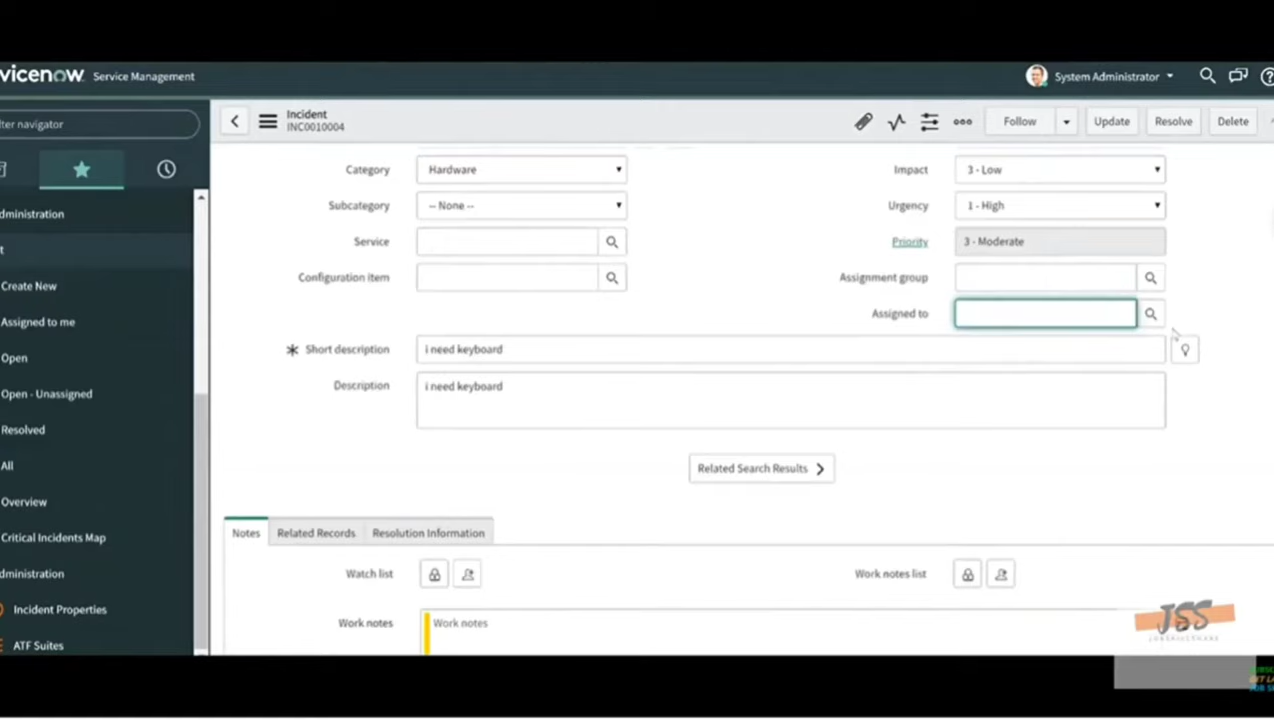 vicenow Service Management
System Administrator
lter navigator
Incident
INC0010004
Follow
Update
Resolve
Delete
dministration
t
Create New
Assigned to me
Open
Open - Unassigned
Resolved
All
Overview
Critical Incidents Map
dministration
Incident Properties
ATF Suites
Category Hardware
Impact 3 - Low
Subcategory -- None --
Urgency 1 - High
Service
Priority 3 - Moderate
Configuration item
Assignment group
Assigned to
Short description i need keyboard
Description i need keyboard
Related Search Results
Notes Related Records Resolution Information
Watch list
Work notes list
Work notes Work notes
JSS